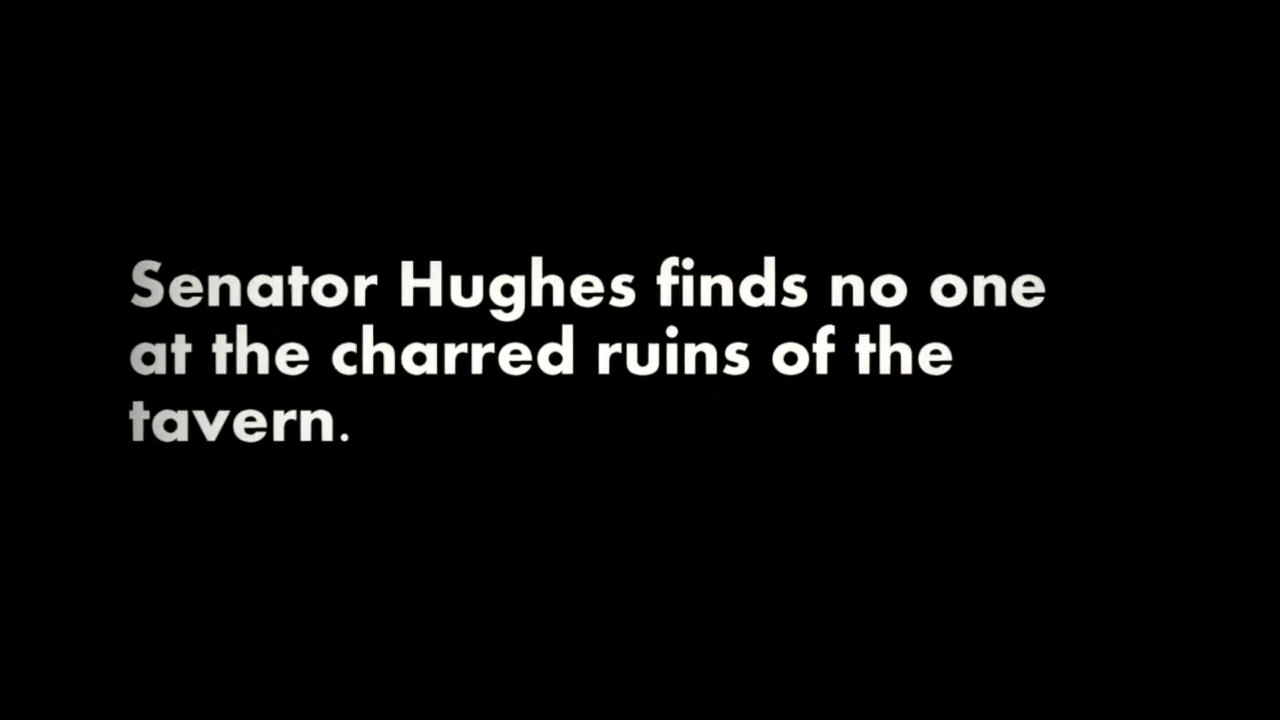 Senator Hughes finds no one
at the charred ruins of the
tavern.